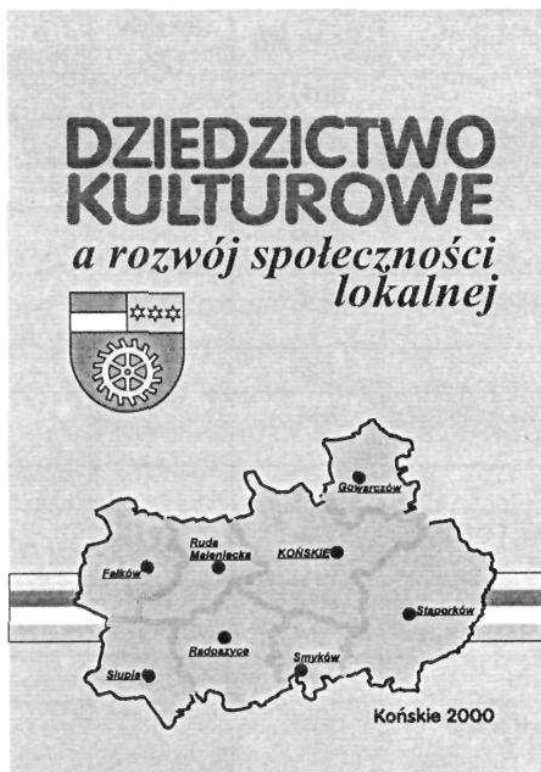 DZIEDZICTWO
KULTUROWE
a rozwój społeczności
lokalnej
Gowarczów
Ruda
Maleniecka
KOŃSKIE
Fałków
Stąporków
Radoszyce
Smyków
Słupia
Końskie 2000